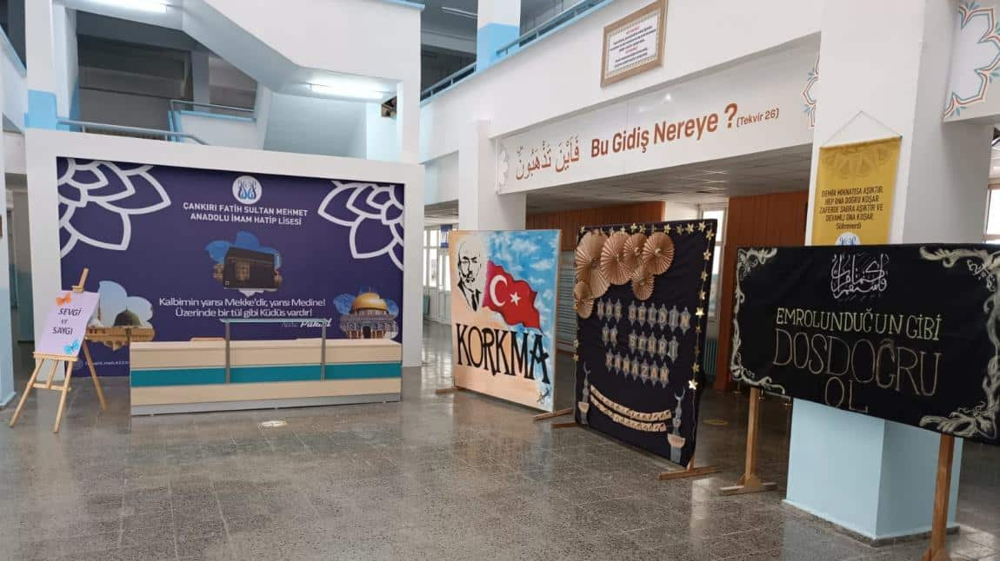 ÇANKIRI FATİH SULTAN MEHMET
ANADOLU İMAM HATİP LİSESİ
Kalbimin yarısı Mekke'dir, yarısı Medine!
Üzerinde bir tül gibi Kudüs vardır!
SEVGİ
VE
SAYGI
فَأَيْنَ تَذْهَبُونَ
Bu Gidiş Nereye ? (Tekvir 26)
KORKMA
HOŞ GELDİN
YA ŞEHRİ
RAMAZAN
DEMİR MIKNATISA AŞIKTIR,
HEP ONA DOĞRU KOŞAR
ZAFERDE SABRA AŞIKTIR VE
DEVAMLI ONA KOŞAR.
Sühreverdi
فاستقم كما أمرت
EMROLUNDUĞUN GİBİ
DOSDOĞRU
OL